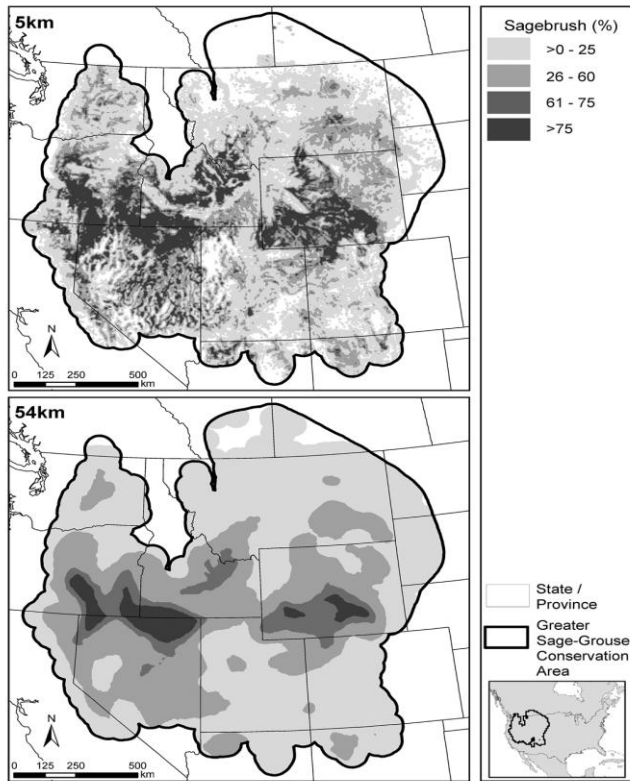 5km
N
0 125 250 500
km
54km
N
0 125 250 500
km
Sagebrush (%)
>0 - 25
26 - 60
61 - 75
>75
State /
Province
Greater
Sage-Grouse
Conservation
Area